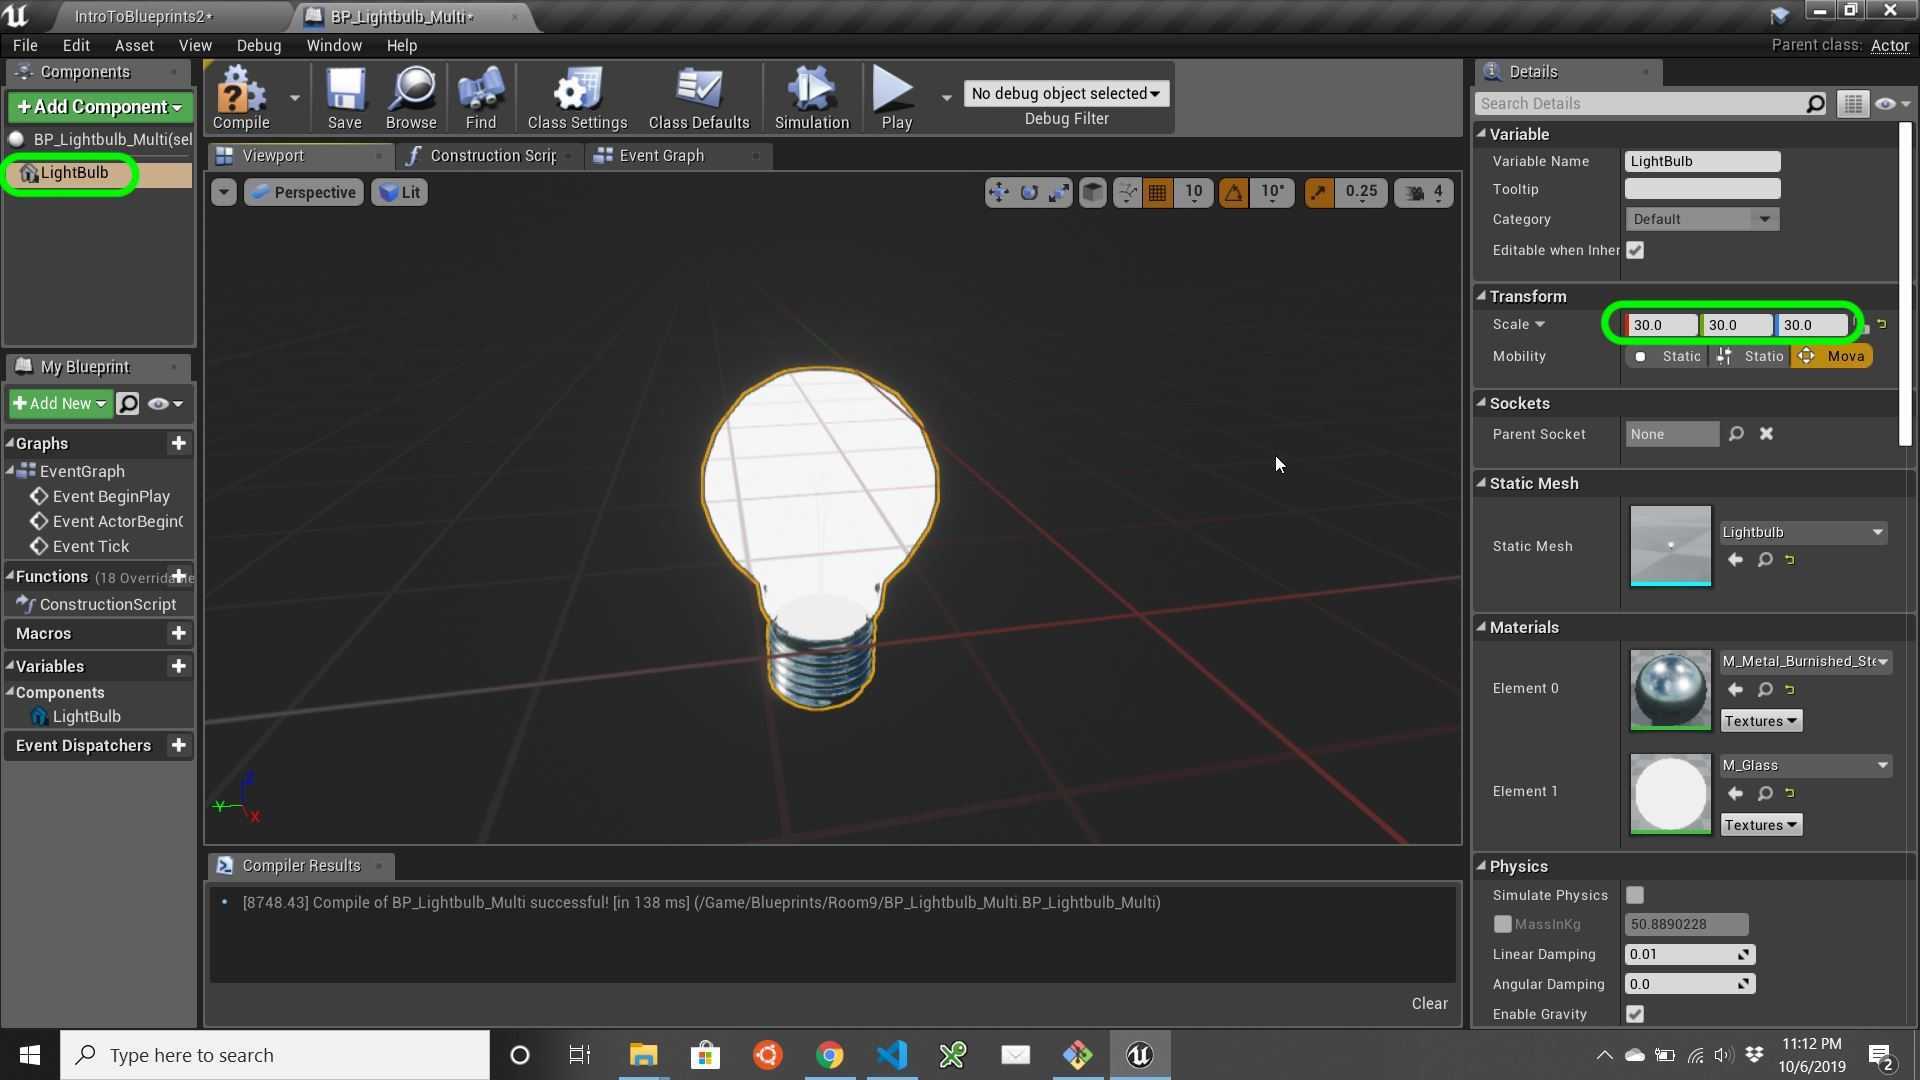 IntroToBlueprints2*
BP_Lightbulb_Multi*
File Edit Asset View Debug Window Help
Parent class: Actor
Components
+Add Component
BP_Lightbulb_Multi(sel
LightBulb
Compile Save Browse Find Class Settings Class Defaults Simulation Play
No debug object selected
Debug Filter
Viewport
Construction Scrip
Event Graph
Perspective
Lit
10
10°
0.25
4
Y
Z
X
My Blueprint
+Add New
Graphs
EventGraph
Event BeginPlay
Event ActorBeginO
Event Tick
Functions (18 Overridable
ConstructionScript
Macros
Variables
Components
LightBulb
Event Dispatchers
Compiler Results
[8748.43] Compile of BP_Lightbulb_Multi successful! [in 138 ms] (/Game/Blueprints/Room9/BP_Lightbulb_Multi.BP_Lightbulb_Multi)
Clear
Details
Search Details
Variable
Variable Name LightBulb
Tooltip
Category Default
Editable when Inher
Transform
Scale 30.0 30.0 30.0
Mobility Static Statio Mova
Sockets
Parent Socket None
Static Mesh
Static Mesh Lightbulb
Materials
Element 0 M_Metal_Burnished_Ste
Textures
Element 1 M_Glass
Textures
Physics
Simulate Physics
MassInKg 50.8890228
Linear Damping 0.01
Angular Damping 0.0
Enable Gravity
Type here to search
11:12 PM
10/6/2019
2